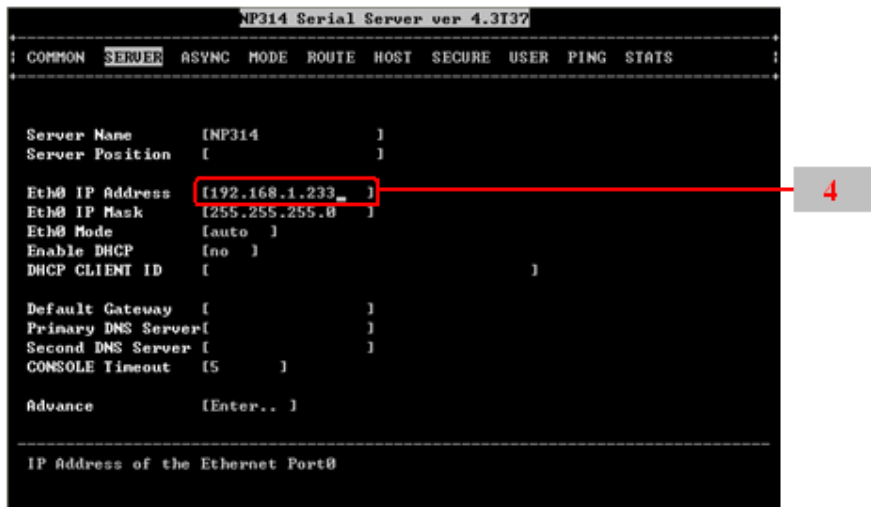 NP314 Serial Server ver 4.3T37
COMMON SERVER ASYNC MODE ROUTE HOST SECURE USER PING STATS
Server Name [NP314 ]
Server Position [ ]
Eth0 IP Address [192.168.1.233_ ]
4
Eth0 IP Mask [255.255.255.0 ]
Eth0 Mode [auto ]
Enable DHCP [no ]
DHCP CLIENT ID [ ]
Default Gateway [ ]
Primary DNS Server[ ]
Second DNS Server [ ]
CONSOLE Timeout [5 ]
Advance [Enter.. ]
IP Address of the Ethernet Port0